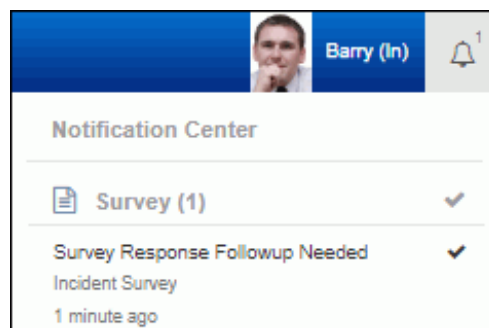 Barry (In)
1
Notification Center
Survey (1)
Survey Response Followup Needed
Incident Survey
1 minute ago